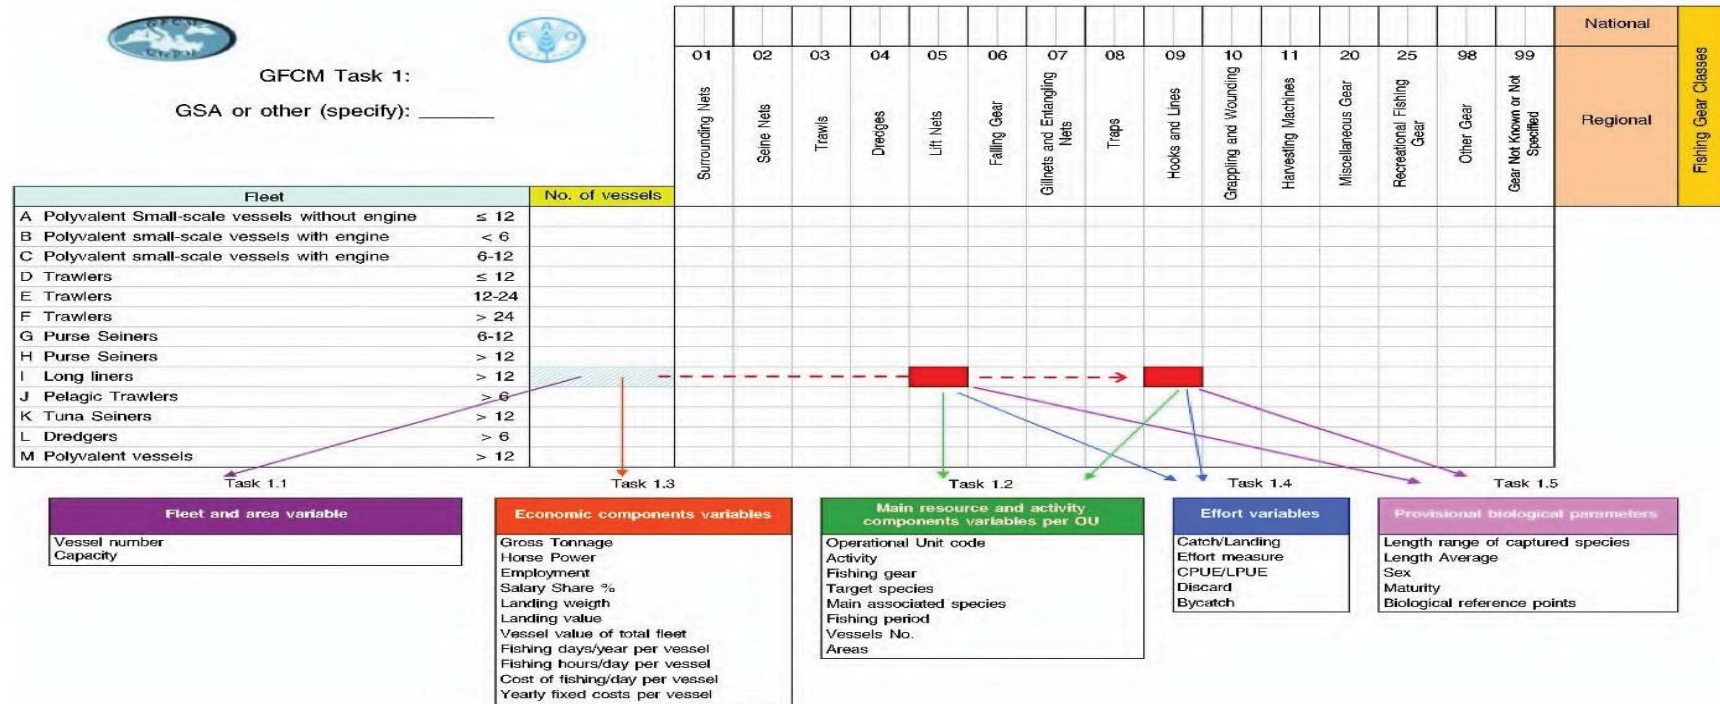 GFCM
F A O
GFCM Task 1:
GSA or other (specify): ______
National
01 02 03 04 05 06 07 08 09 10 11 20 25 98 99
Surrounding Nets
Seine Nets
Trawls
Dredges
Lift Nets
Falling Gear
Gillnets and Entangling Nets
Traps
Hooks and Lines
Grappling and Wounding
Harvesting Machines
Miscellaneous Gear
Recreational Fishing Gear
Other Gear
Gear Not Known or Not Specified
Regional
Fishing Gear Classes
Fleet No. of vessels
A Polyvalent Small-scale vessels without engine ≤ 12
B Polyvalent small-scale vessels with engine < 6
C Polyvalent small-scale vessels with engine 6-12
D Trawlers ≤ 12
E Trawlers 12-24
F Trawlers > 24
G Purse Seiners 6-12
H Purse Seiners > 12
I Long liners > 12
J Pelagic Trawlers > 6
K Tuna Seiners > 12
L Dredgers > 6
M Polyvalent vessels > 12
Task 1.1
Fleet and area variable
Vessel number
Capacity
Task 1.3
Economic components variables
Gross Tonnage
Horse Power
Employment
Salary Share %
Landing weigth
Landing value
Vessel value of total fleet
Fishing days/year per vessel
Fishing hours/day per vessel
Cost of fishing/day per vessel
Yearly fixed costs per vessel
Task 1.2
Main resource and activity
components variables per OU
Operational Unit code
Activity
Fishing gear
Target species
Main associated species
Fishing period
Vessels No.
Areas
Task 1.4
Effort variables
Catch/Landing
Effort measure
CPUE/LPUE
Discard
Bycatch
Task 1.5
Provisional biological parameters
Length range of captured species
Length Average
Sex
Maturity
Biological reference points